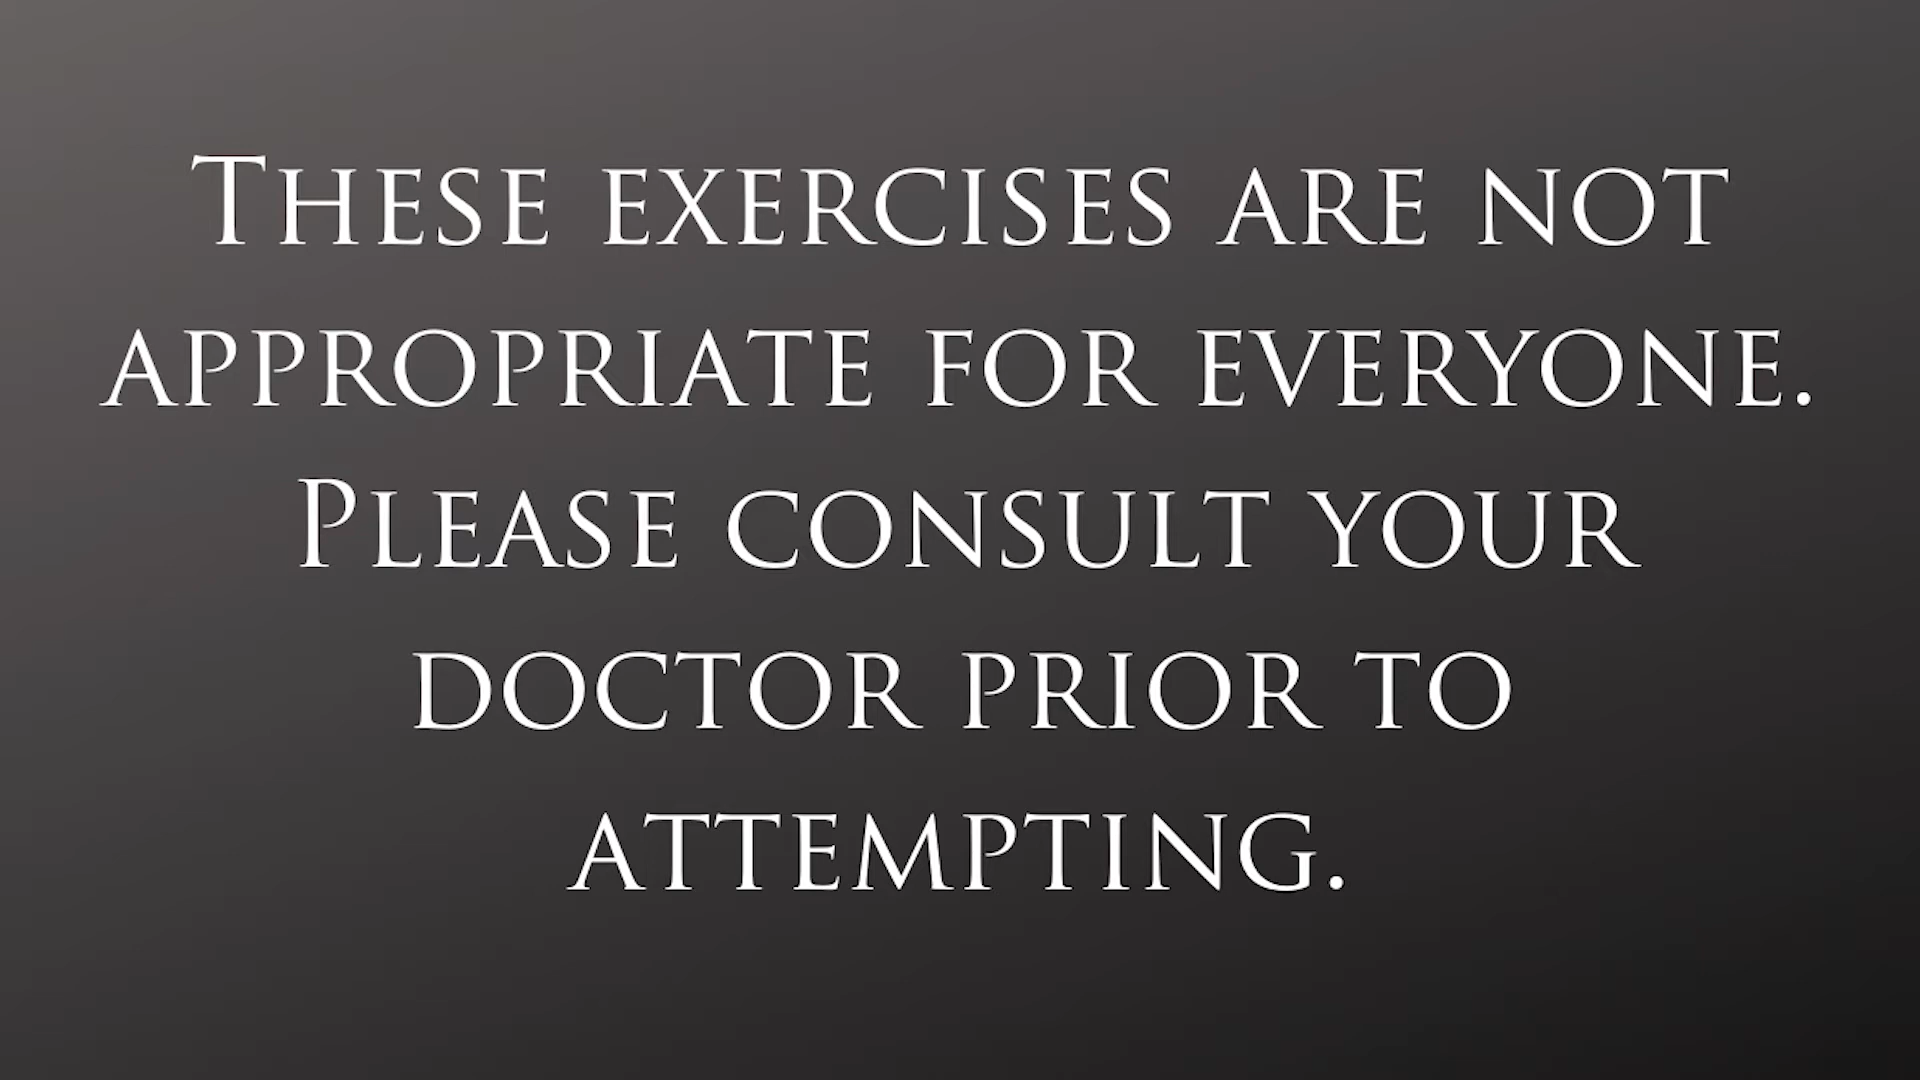 These exercises are not
appropriate for everyone.
Please consult your
doctor prior to
attempting.